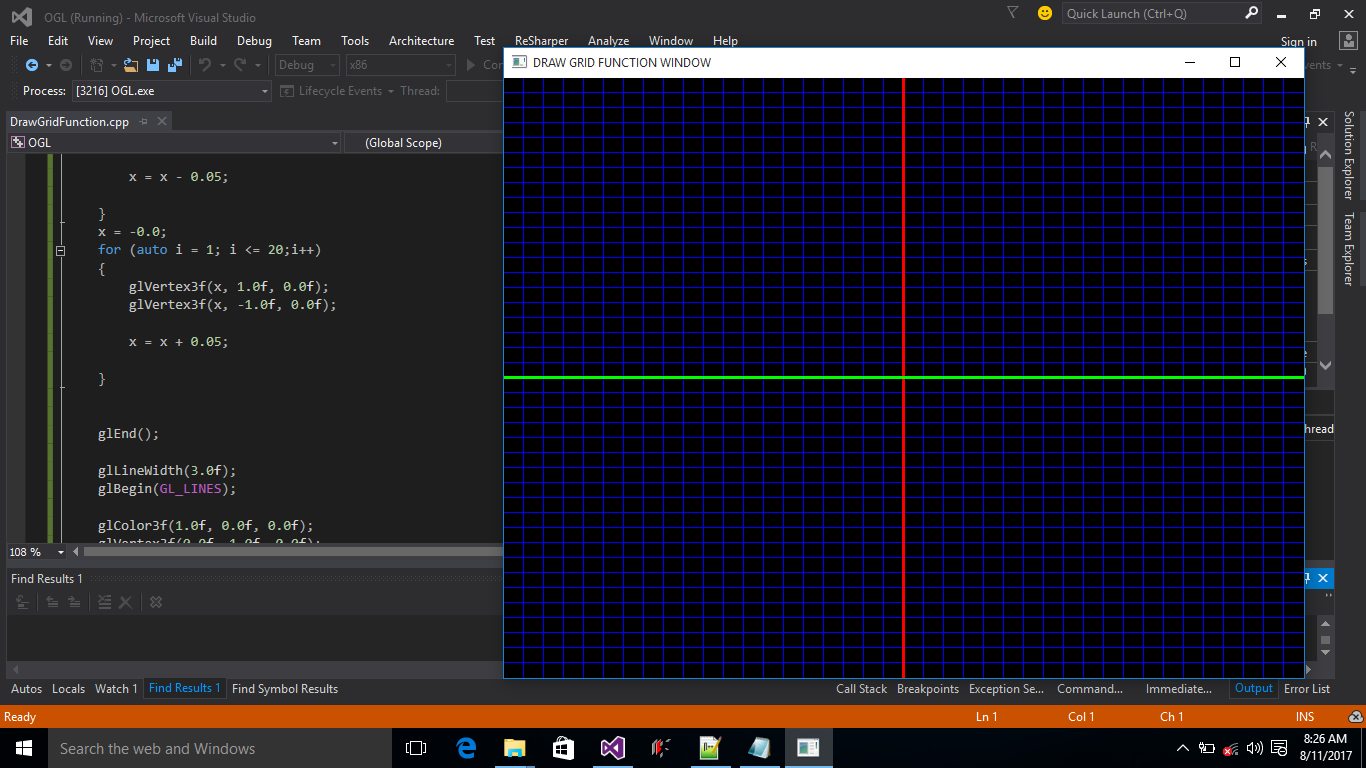 OGL (Running) - Microsoft Visual Studio
Quick Launch (Ctrl+Q)
File Edit View Project Build Debug Team Tools Architecture Test ReSharper Analyze Window Help
Sign in
Debug x86
Process: [3216] OGL.exe Lifecycle Events Thread:
DRAW GRID FUNCTION WINDOW
DrawGridFunction.cpp
OGL (Global Scope)
x = x - 0.05;
}
x = -0.0;
for (auto i = 1; i <= 20;i++)
{
glVertex3f(x, 1.0f, 0.0f);
glVertex3f(x, -1.0f, 0.0f);
x = x + 0.05;
}
glEnd();
glLineWidth(3.0f);
glBegin(GL_LINES);
glColor3f(1.0f, 0.0f, 0.0f);
108 %
Solution Explorer
Team Explorer
Find Results 1
Autos Locals Watch 1 Find Results 1 Find Symbol Results
Call Stack Breakpoints Exception Se... Command... Immediate... Output Error List
Ready Ln 1 Col 1 Ch 1 INS
Search the web and Windows
8:26 AM
8/11/2017